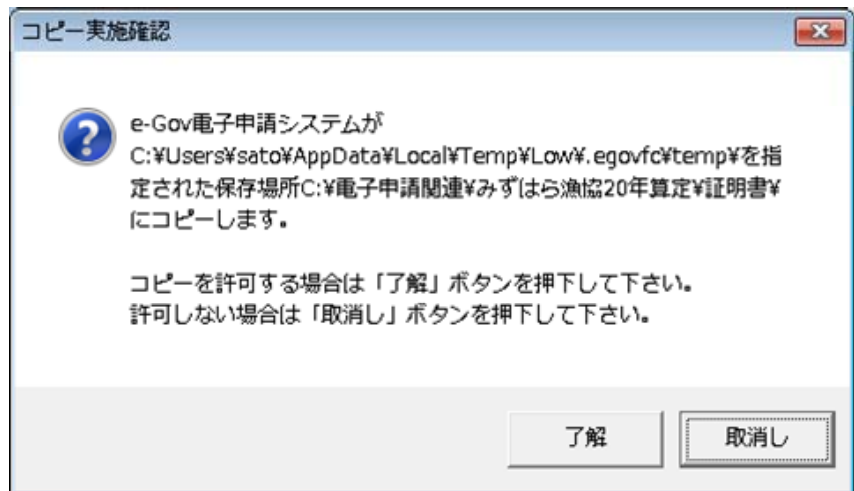 コピー実施確認
e-Gov電子申請システムが
C:¥Users¥sato¥AppData¥Local¥Temp¥Low¥.egovfc¥temp¥を指
定された保存場所C:¥電子申請関連¥みずほら漁協20年算定¥証明書¥
にコピーします。
コピーを許可する場合は「了解」ボタンを押下して下さい。
許可しない場合は「取消し」ボタンを押下して下さい。
了解
取消し